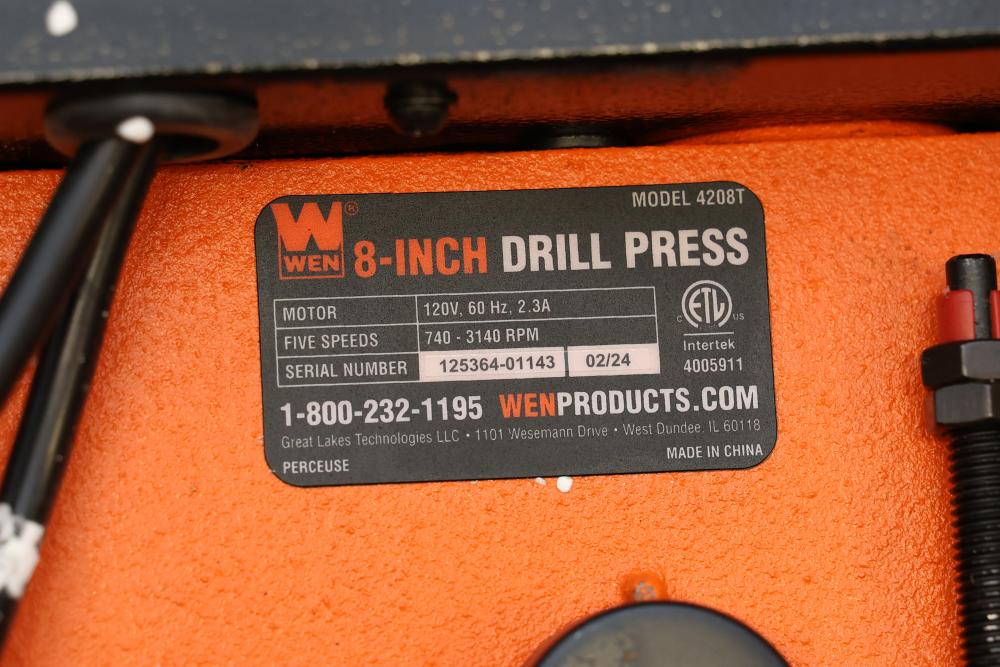 MODEL 4208T
W®
WEN
8-INCH DRILL PRESS
MOTOR 120V, 60 Hz, 2.3A
FIVE SPEEDS 740 - 3140 RPM
SERIAL NUMBER 125364-01143 02/24
C ETL US
Intertek
4005911
1-800-232-1195 WENPRODUCTS.COM
Great Lakes Technologies LLC • 1101 Wesemann Drive • West Dundee, IL 60118
PERCEUSE MADE IN CHINA